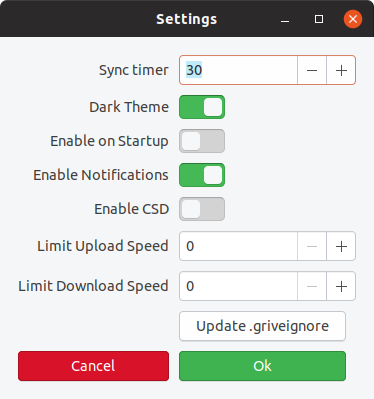 Settings
Sync timer 30
Dark Theme
Enable on Startup
Enable Notifications
Enable CSD
Limit Upload Speed 0
Limit Download Speed 0
Update .griveignore
Cancel Ok